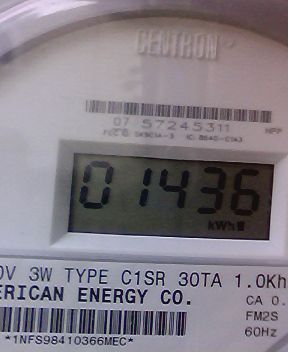 CENTRON
07 57245311
HPP
01436
kWh
0V 3W TYPE C1SR 30TA 1.0Kh
ERICAN ENERGY CO.
CA 0.
FM2S
60Hz
*1NFS98410366MEC*